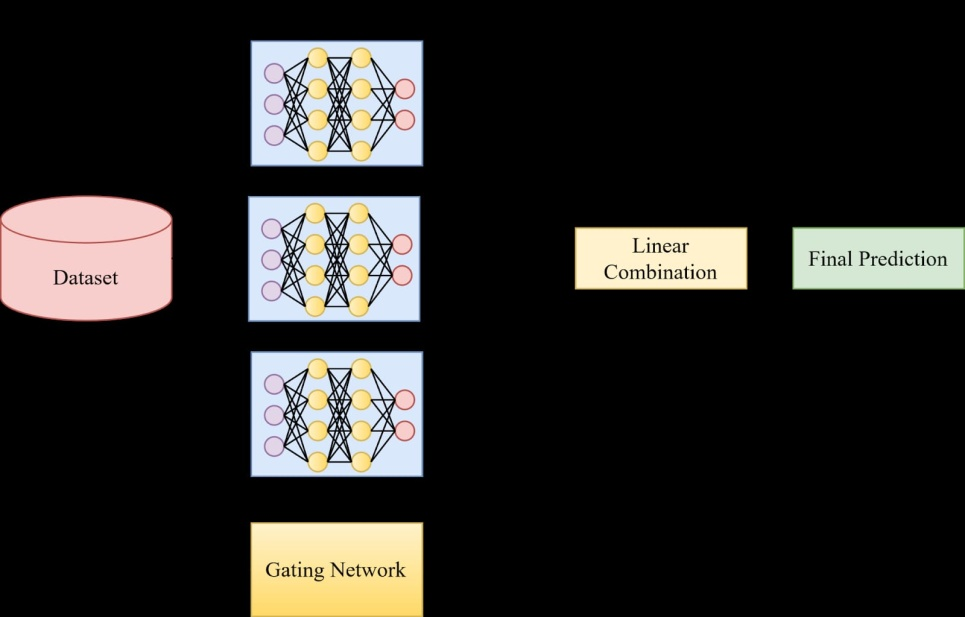 Dataset
Linear
Combination
Final Prediction
Gating Network